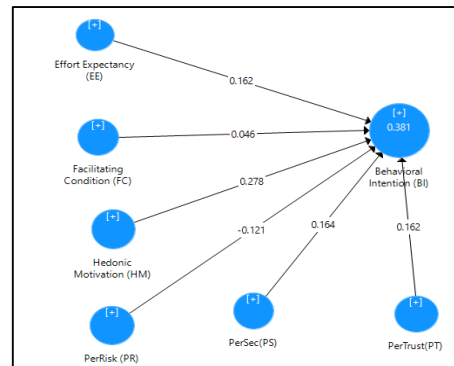 [+]
Effort Expectancy
(EE)
0.162
[+]
0.381
Behavioral
Intention (BI)
[+]
Facilitating
Condition (FC)
0.046
0.278
[+]
Hedonic
Motivation (HM)
-0.121
0.164
0.162
[+]
PerRisk (PR)
[+]
PerSec(PS)
[+]
PerTrust(PT)